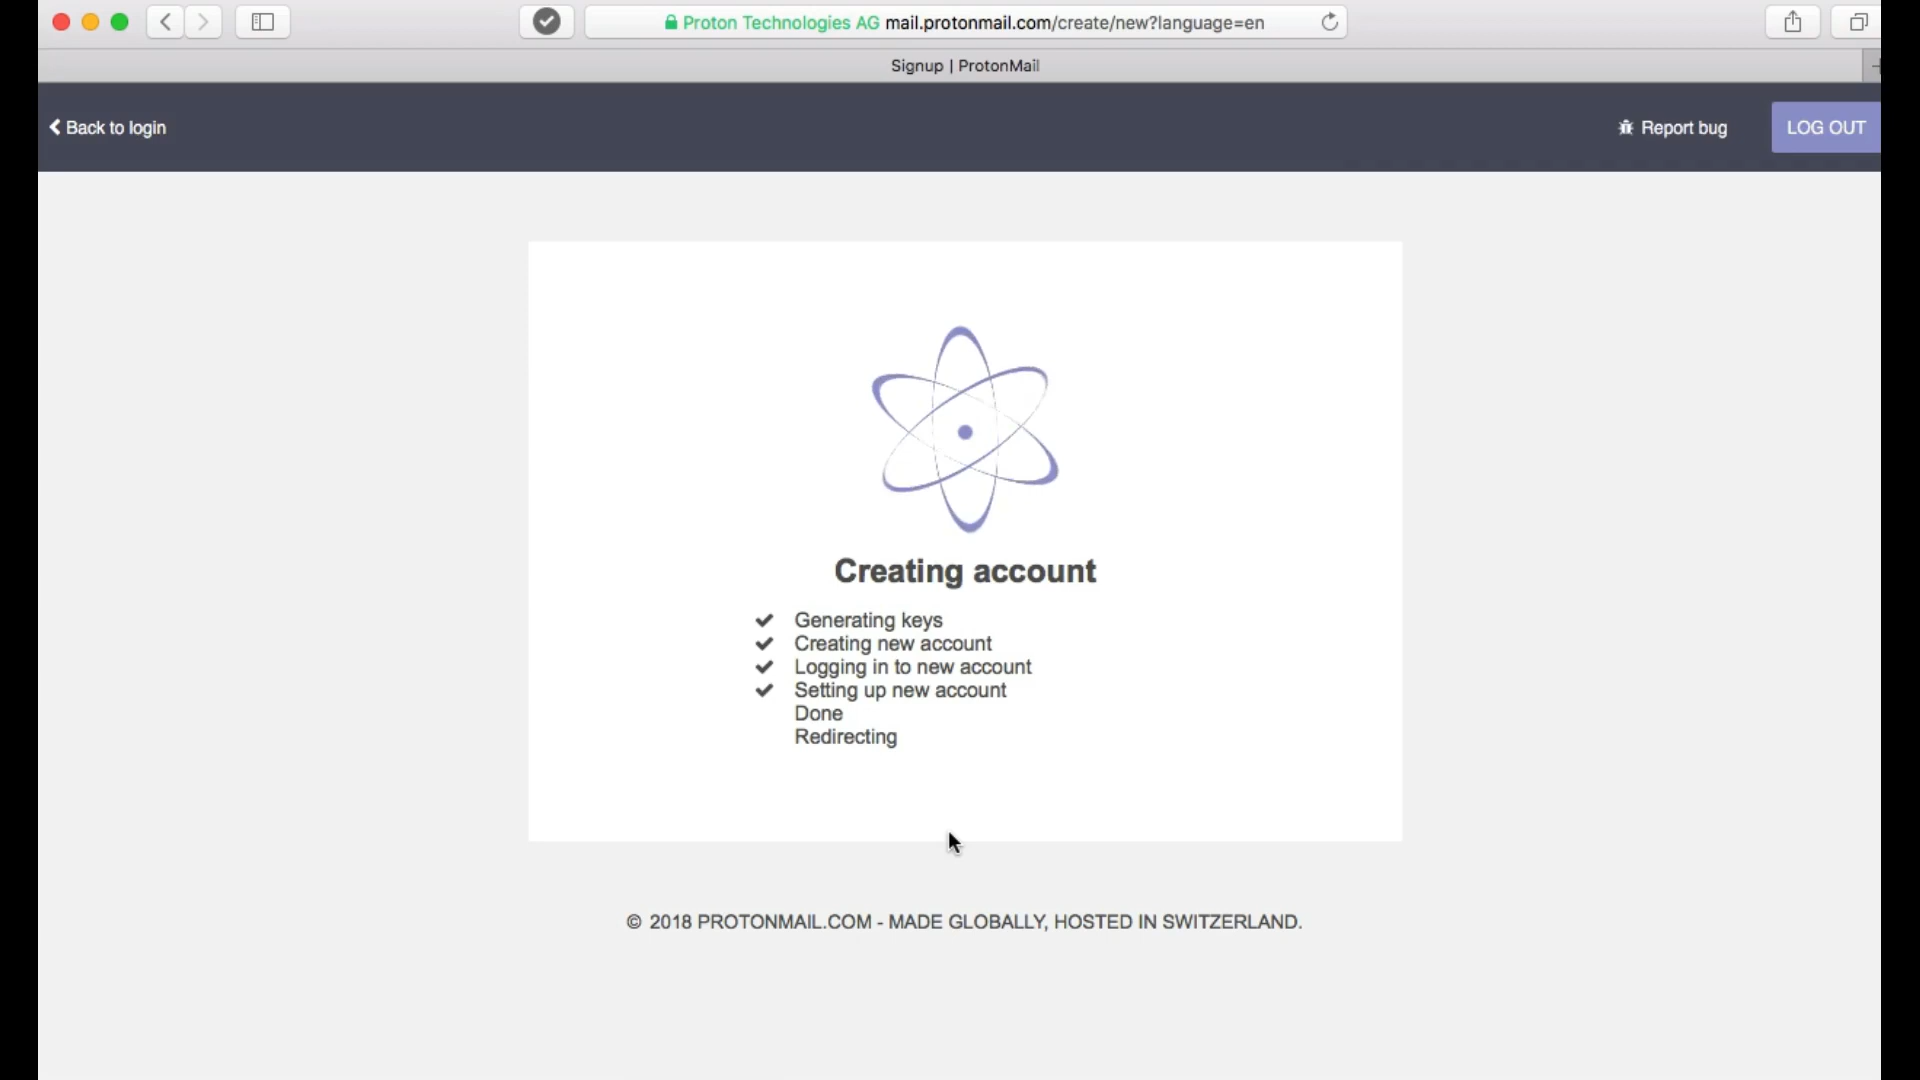 Proton Technologies AG mail.protonmail.com/create/new?language=en
Signup | ProtonMail
Back to login
Report bug
LOG OUT
Creating account
Generating keys
Creating new account
Logging in to new account
Setting up new account
Done
Redirecting
© 2018 PROTONMAIL.COM - MADE GLOBALLY, HOSTED IN SWITZERLAND.